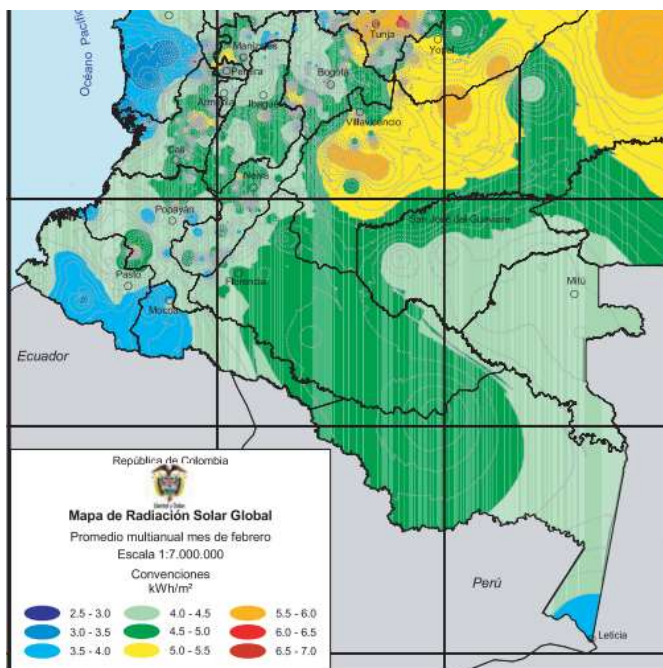 Océano Pacífico
Tunja
Yopal
Manizales
Pereira
Bogotá
Armenia
Ibagué
Villavicencio
Cali
Neiva
Popayán
San José del Guaviare
Pasto
Florencia
Mocoa
Mitú
Ecuador
República de Colombia
Mapa de Radiación Solar Global
Promedio multianual mes de febrero
Escala 1:7.000.000
Convenciones
kWh/m²
2.5 - 3.0 4.0 - 4.5 5.5 - 6.0
3.0 - 3.5 4.5 - 5.0 6.0 - 6.5
3.5 - 4.0 5.0 - 5.5 6.5 - 7.0
Perú
Leticia